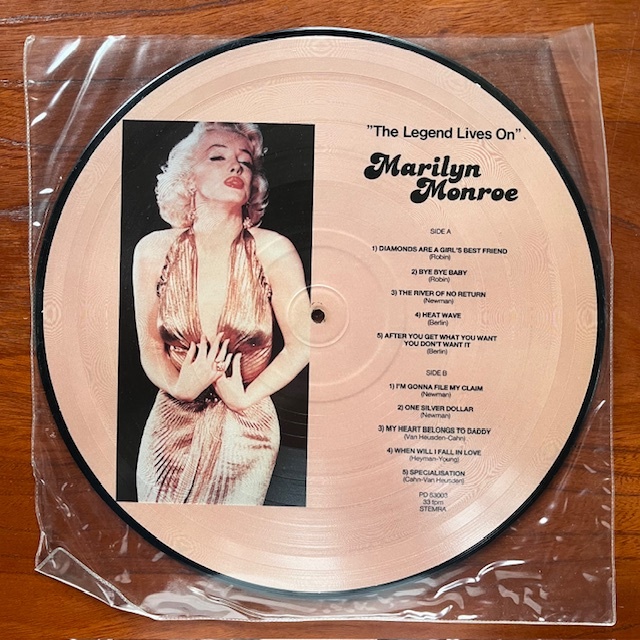 "The Legend Lives On".
Marilyn
Monroe
SIDE A
1) DIAMONDS ARE A GIRL'S BEST FRIEND
(Robin)
2) BYE BYE BABY
(Robin)
3) THE RIVER OF NO RETURN
(Newman)
4) HEAT WAVE
(Berlin)
5) AFTER YOU GET WHAT YOU WANT
YOU DON'T WANT IT
(Berlin)
SIDE B
1) I'M GONNA FILE MY CLAIM
(Newman)
2) ONE SILVER DOLLAR
(Newman)
3) MY HEART BELONGS TO DADDY
(Van Heusden-Cahn)
4) WHEN WILL I FALL IN LOVE
(Heyman-Young)
5) SPECIALISATION
(Cahn-Van Heusden)
PD 83003
33 rpm
STEMRA